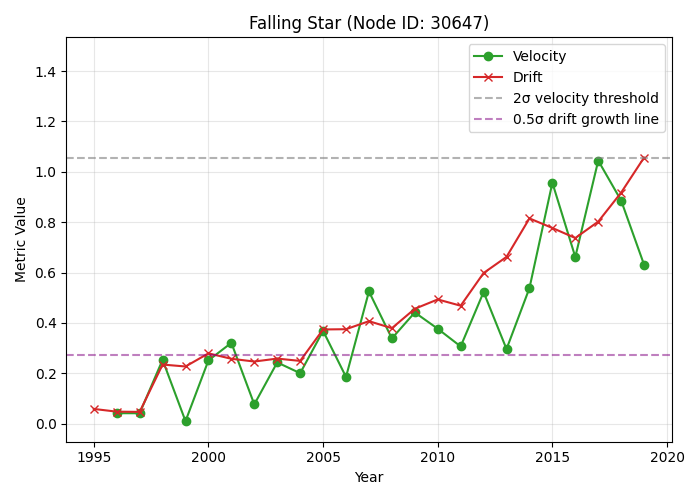 Falling Star (Node ID: 30647)
Velocity
Drift
2σ velocity threshold
0.5σ drift growth line
Metric Value
1.4
1.2
1.0
0.8
0.6
0.4
0.2
0.0
1995
2000
2005
2010
2015
2020
Year